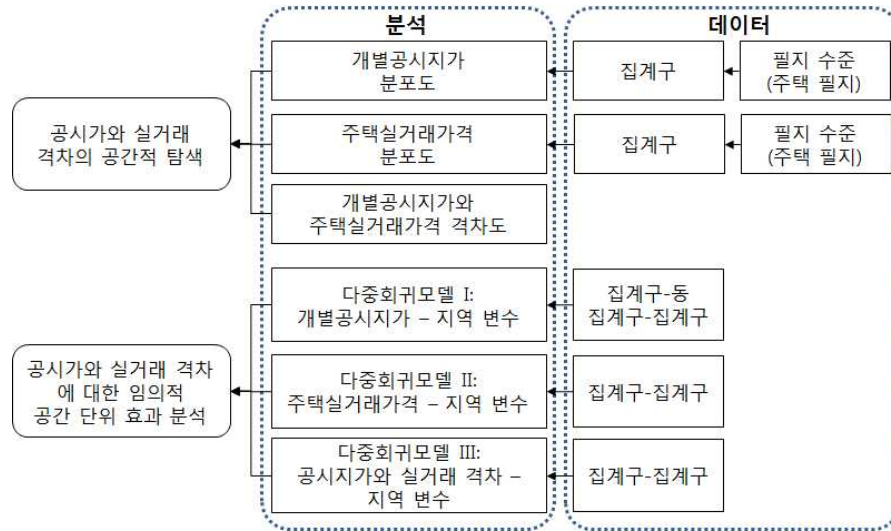 분석
데이터
개별공시지가
분포도
집계구
필지 수준
(주택 필지)
공시가와 실거래
격차의 공간적 탐색
주택실거래가격
분포도
집계구
필지 수준
(주택 필지)
개별공시지가와
주택실거래가격 격차도
다중회귀모델 I:
개별공시지가 – 지역 변수
집계구-동
집계구-집계구
공시가와 실거래 격차
에 대한 임의적
공간 단위 효과 분석
다중회귀모델 II:
주택실거래가격 – 지역 변수
집계구-집계구
다중회귀모델 III:
공시지가와 실거래 격차 –
지역 변수
집계구-집계구